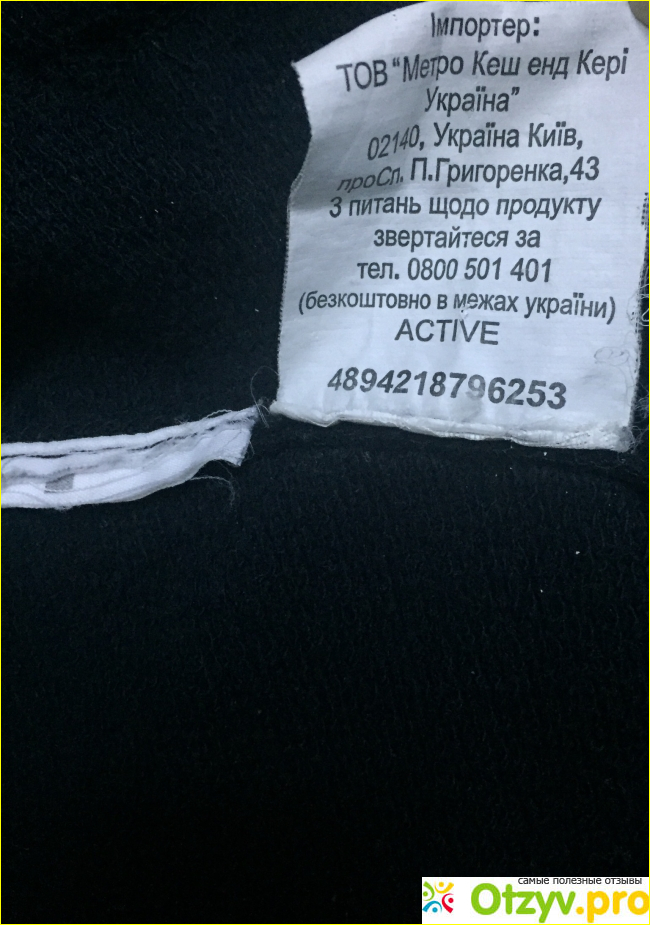 Імпортер:
ТОВ “Метро Кеш енд Кері
Україна”
02140, Україна Київ,
проСп. П.Григоренка,43
З питань щодо продукту
звертайтеся за
тел. 0800 501 401
(безкоштовно в межах україни)
ACTIVE
4894218796253
самые полезные отзывы
Otzyv.pro